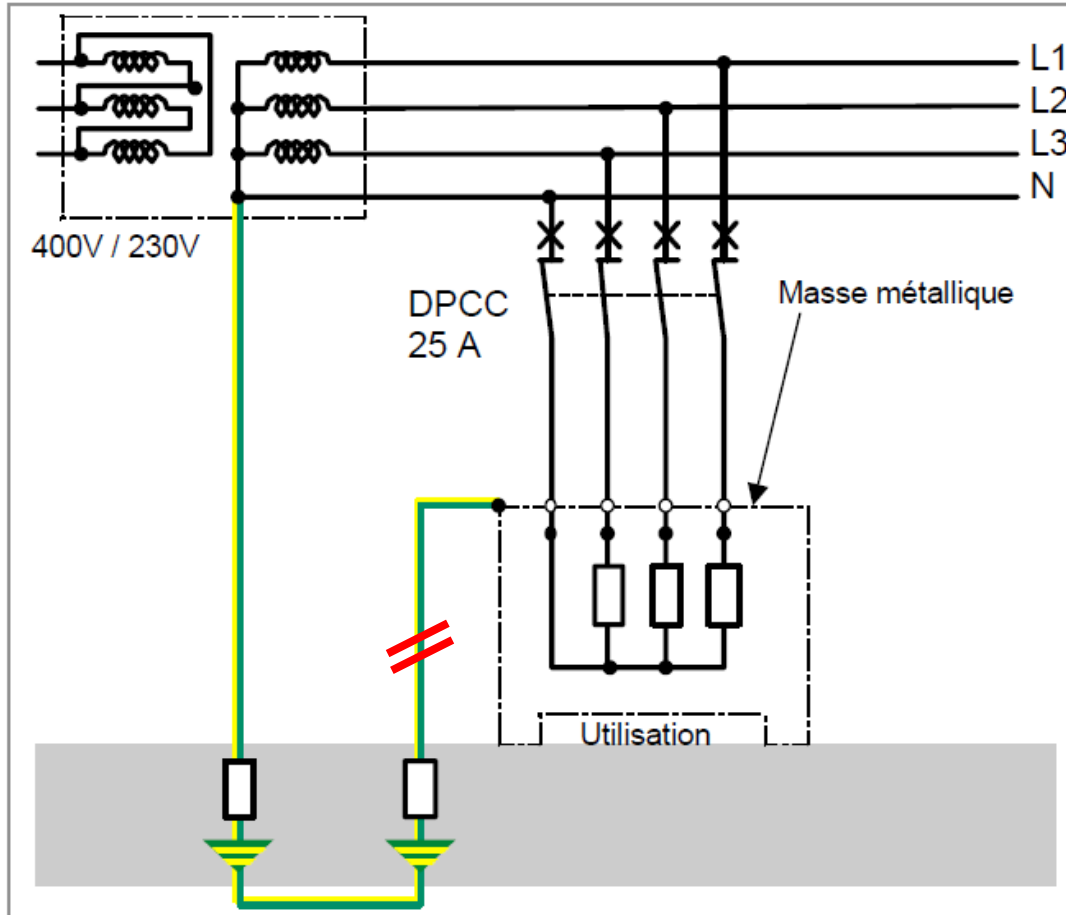 L1
L2
L3
N
400V / 230V
DPCC
25 A
Masse métallique
Utilisation